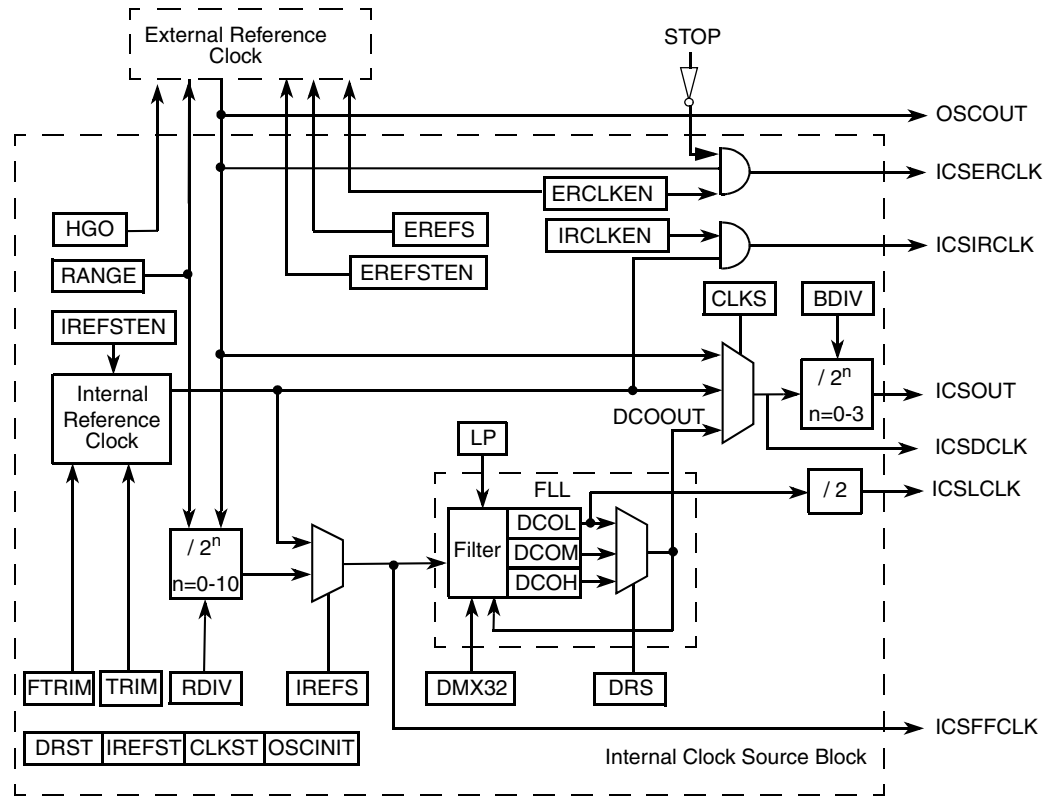 External Reference
Clock
STOP
OSCOUT
ICSERCLK
ERCLKEN
HGO
EREFS
IRCLKEN
ICSIRCLK
RANGE
EREFSTEN
CLKS
BDIV
IREFSTEN
Internal
Reference
Clock
/ 2ⁿ
n=0-3
ICSOUT
DCOOUT
LP
ICSDCLK
FLL
/ 2
ICSLCLK
DCOL
/ 2ⁿ
Filter
DCOM
n=0-10
DCOH
FTRIM
TRIM
RDIV
IREFS
DMX32
DRS
ICSFFCLK
DRST IREFST CLKST OSCINIT
Internal Clock Source Block